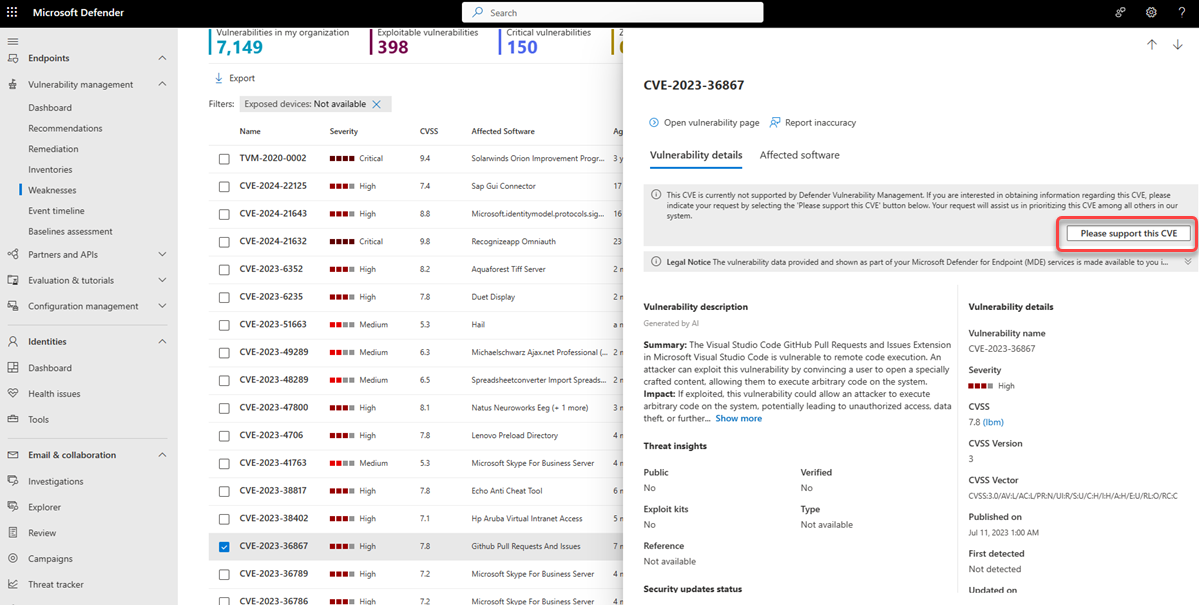 Microsoft Defender
Search
Endpoints
Vulnerability management
Dashboard
Recommendations
Remediation
Inventories
Weaknesses
Event timeline
Baselines assessment
Partners and APIs
Evaluation & tutorials
Configuration management
Identities
Dashboard
Health issues
Tools
Email & collaboration
Investigations
Explorer
Review
Campaigns
Threat tracker
Vulnerabilities in my organization
7,149
Exploitable vulnerabilities
398
Critical vulnerabilities
150
Export
Filters: Exposed devices: Not available
Name Severity CVSS Affected Software Ag
TVM-2020-0002 Critical 9.4 Solarwinds Orion Improvement Progr... 3 y
CVE-2024-22125 High 7.4 Sap Gui Connector 17
CVE-2024-21643 High 8.8 Microsoft.identitymodel.protocols.sig... 16
CVE-2024-21632 Critical 9.8 Recognizeapp Omniauth 23
CVE-2023-6352 High 8.2 Aquaforest Tiff Server 2 m
CVE-2023-6235 High 7.8 Duet Display 2 m
CVE-2023-51663 Medium 5.3 Hail a m
CVE-2023-49289 Medium 6.3 Michaelschwarz Ajax.net Professional (... 2 m
CVE-2023-48289 Medium 6.5 Spreadsheetconverter Import Spreads... 2 m
CVE-2023-47800 High 8.1 Natus Neuroworks Eeg (+ 1 more) 3 m
CVE-2023-4706 High 7.8 Lenovo Preload Directory 4 m
CVE-2023-41763 Medium 5.3 Microsoft Skype For Business Server 4 m
CVE-2023-38817 High 7.8 Echo Anti Cheat Tool 6 m
CVE-2023-38402 High 7.1 Hp Aruba Virtual Intranet Access 5 m
CVE-2023-36867 High 7.8 Github Pull Requests And Issues 7 m
CVE-2023-36789 High 7.2 Microsoft Skype For Business Server 4 m
CVE-2023-36786 High 7.2 Microsoft Skype For Business Server 4 m
CVE-2023-36867
Open vulnerability page Report inaccuracy
Vulnerability details Affected software
This CVE is currently not supported by Defender Vulnerability Management. If you are interested in obtaining information regarding this CVE, please
indicate your request by selecting the 'Please support this CVE' button below. Your request will assist us in prioritizing this CVE among all others in our
system.
Please support this CVE
Legal Notice The vulnerability data provided and shown as part of your Microsoft Defender for Endpoint (MDE) services is made available to you i...
Vulnerability description
Generated by AI
Summary: The Visual Studio Code GitHub Pull Requests and Issues Extension
in Microsoft Visual Studio Code is vulnerable to remote code execution. An
attacker can exploit this vulnerability by convincing a user to open a specially
crafted content, allowing them to execute arbitrary code on the system.
Impact: If exploited, this vulnerability could allow an attacker to execute
arbitrary code on the system, potentially leading to unauthorized access, data
theft, or further... Show more
Threat insights
Public
No
Verified
No
Exploit kits
No
Type
Not available
Reference
Not available
Security updates status
Vulnerability details
Vulnerability name
CVE-2023-36867
Severity
High
CVSS
7.8 (Ibm)
CVSS Version
3
CVSS Vector
CVSS:3.0/AV:L/AC:L/PR:N/UI:R/S:U/C:H/I:H/A:H/E:U/RL:O/RC:C
Published on
Jul 11, 2023 1:00 AM
First detected
Not detected
Updated on